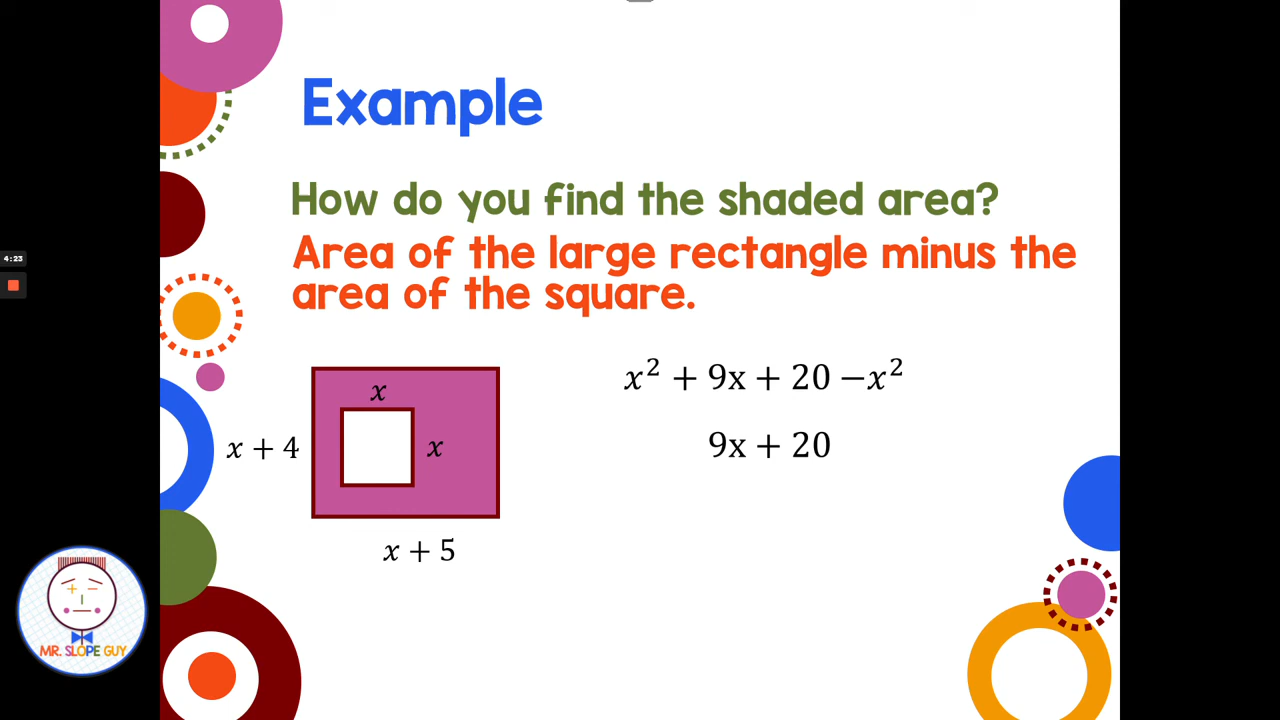 Example
How do you find the shaded area?
Area of the large rectangle minus the
area of the square.
x
x² + 9x + 20 −x²
x + 4
x
9x + 20
x + 5
4:23
MR. SLOPE GUY